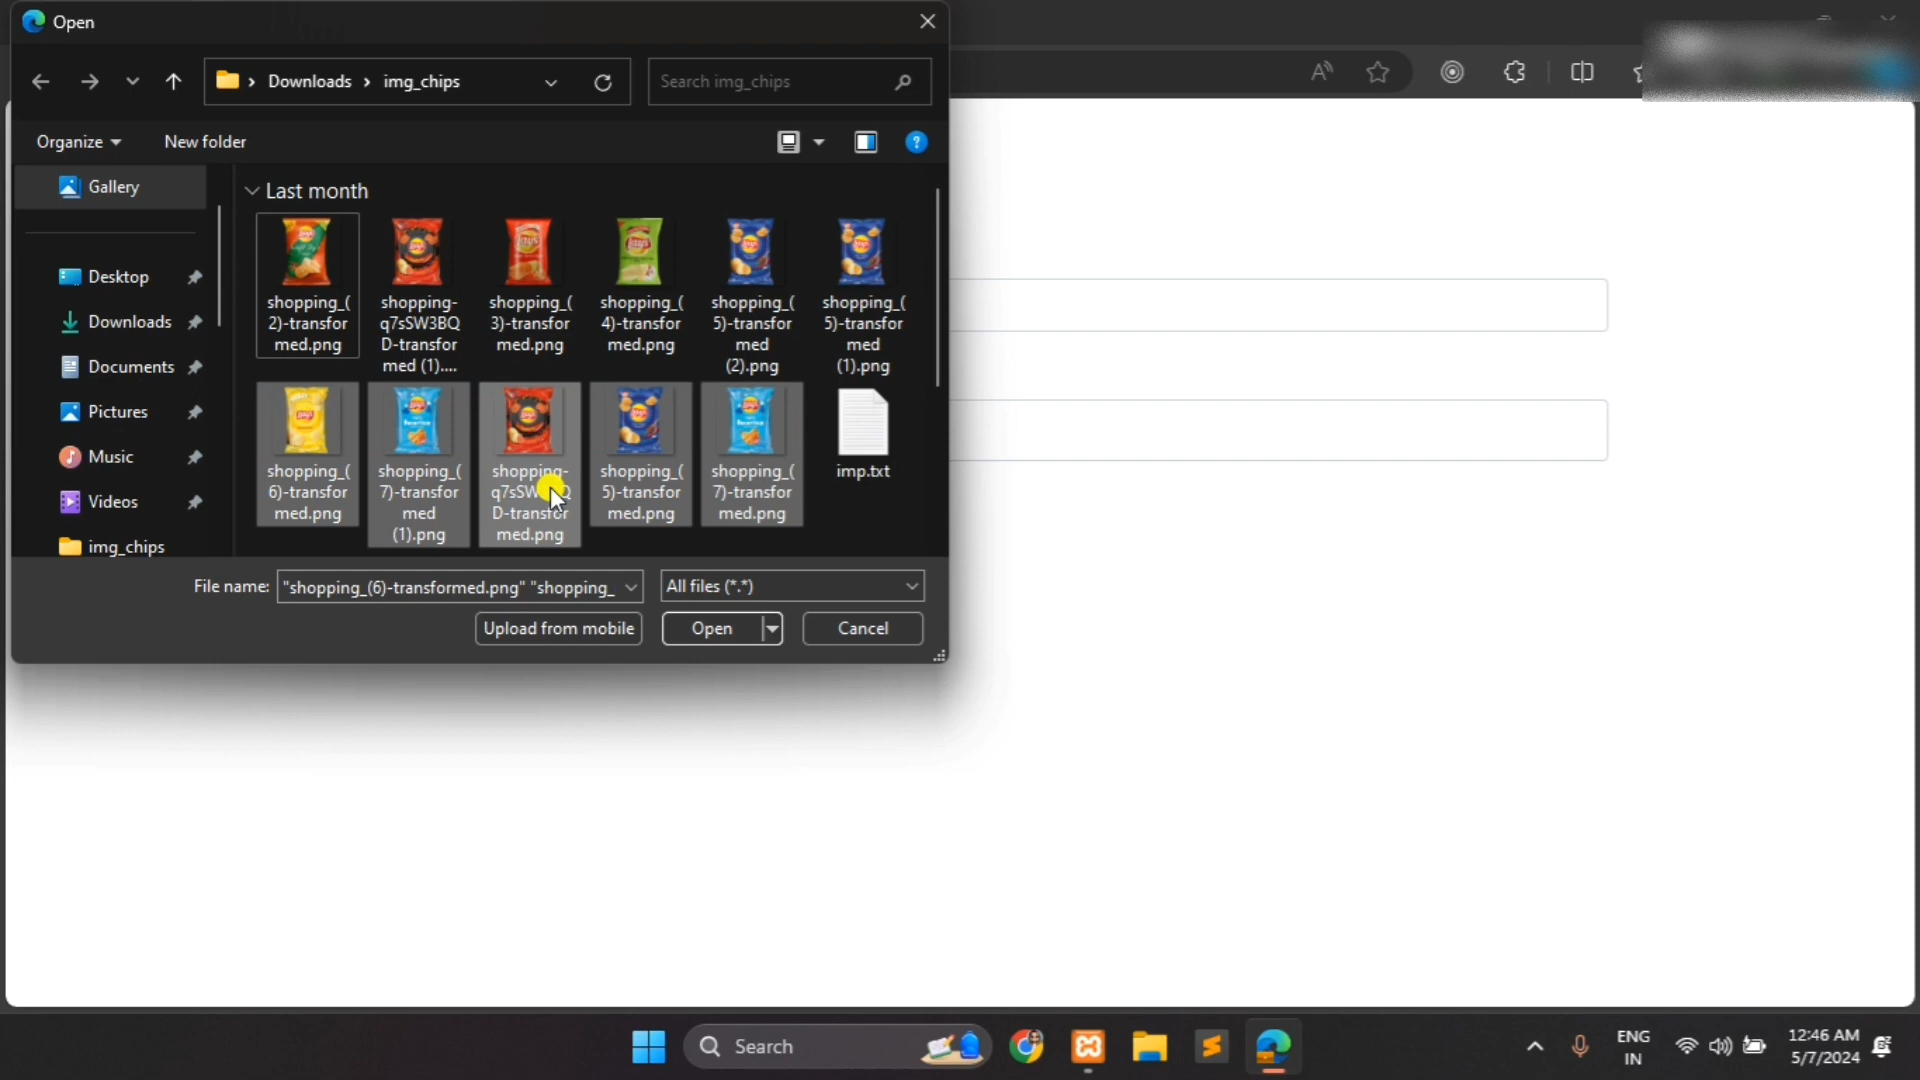 Open
Downloads
img_chips
Search img_chips
Organize
New folder
Gallery
Desktop
Downloads
Documents
Pictures
Music
Videos
img_chips
Last month
shopping_(
2)-transfor
med.png
shopping-
q7sSW3BQ
D-transfor
med (1)....
shopping_(
3)-transfor
med.png
shopping_(
4)-transfor
med.png
shopping_(
5)-transfor
med
(2).png
shopping_(
5)-transfor
med
(1).png
shopping_(
6)-transfor
med.png
shopping_(
7)-transfor
med
(1).png
shopping-
D-transfor
med.png
shopping_(
5)-transfor
med.png
shopping_(
7)-transfor
med.png
imp.txt
File name:
"shopping_(6)-transformed.png" "shopping_
All files (*.*)
Upload from mobile
Open
Cancel
Search
ENG
IN
12:46 AM
5/7/2024